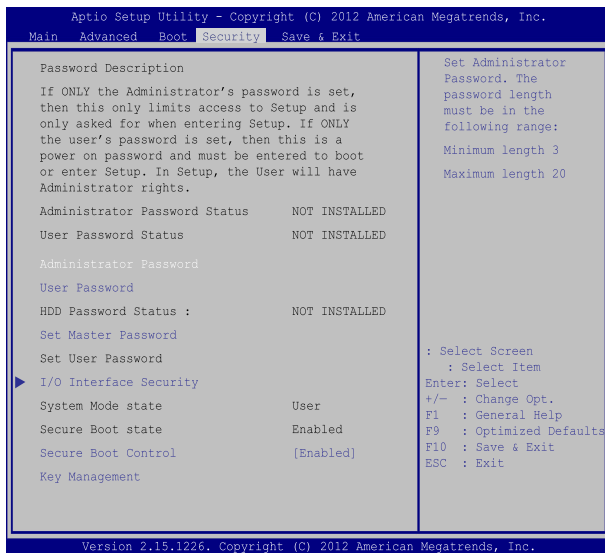 Aptio Setup Utility - Copyright (C) 2012 American Megatrends, Inc.
Main Advanced Boot Security Save & Exit
Password Description
If ONLY the Administrator's password is set,
then this only limits access to Setup and is
only asked for when entering Setup. If ONLY
the user's password is set, then this is a
power on password and must be entered to boot
or enter Setup. In Setup, the User will have
Administrator rights.
Administrator Password Status NOT INSTALLED
User Password Status NOT INSTALLED
Administrator Password
User Password
HDD Password Status : NOT INSTALLED
Set Master Password
Set User Password
I/O Interface Security
System Mode state User
Secure Boot state Enabled
Secure Boot Control [Enabled]
Key Management
Set Administrator
Password. The
password length
must be in the
following range:
Minimum length 3
Maximum length 20
: Select Screen
: Select Item
Enter: Select
+/— : Change Opt.
F1 : General Help
F9 : Optimized Defaults
F10 : Save & Exit
ESC : Exit
Version 2.15.1226. Copyright (C) 2012 American Megatrends, Inc.